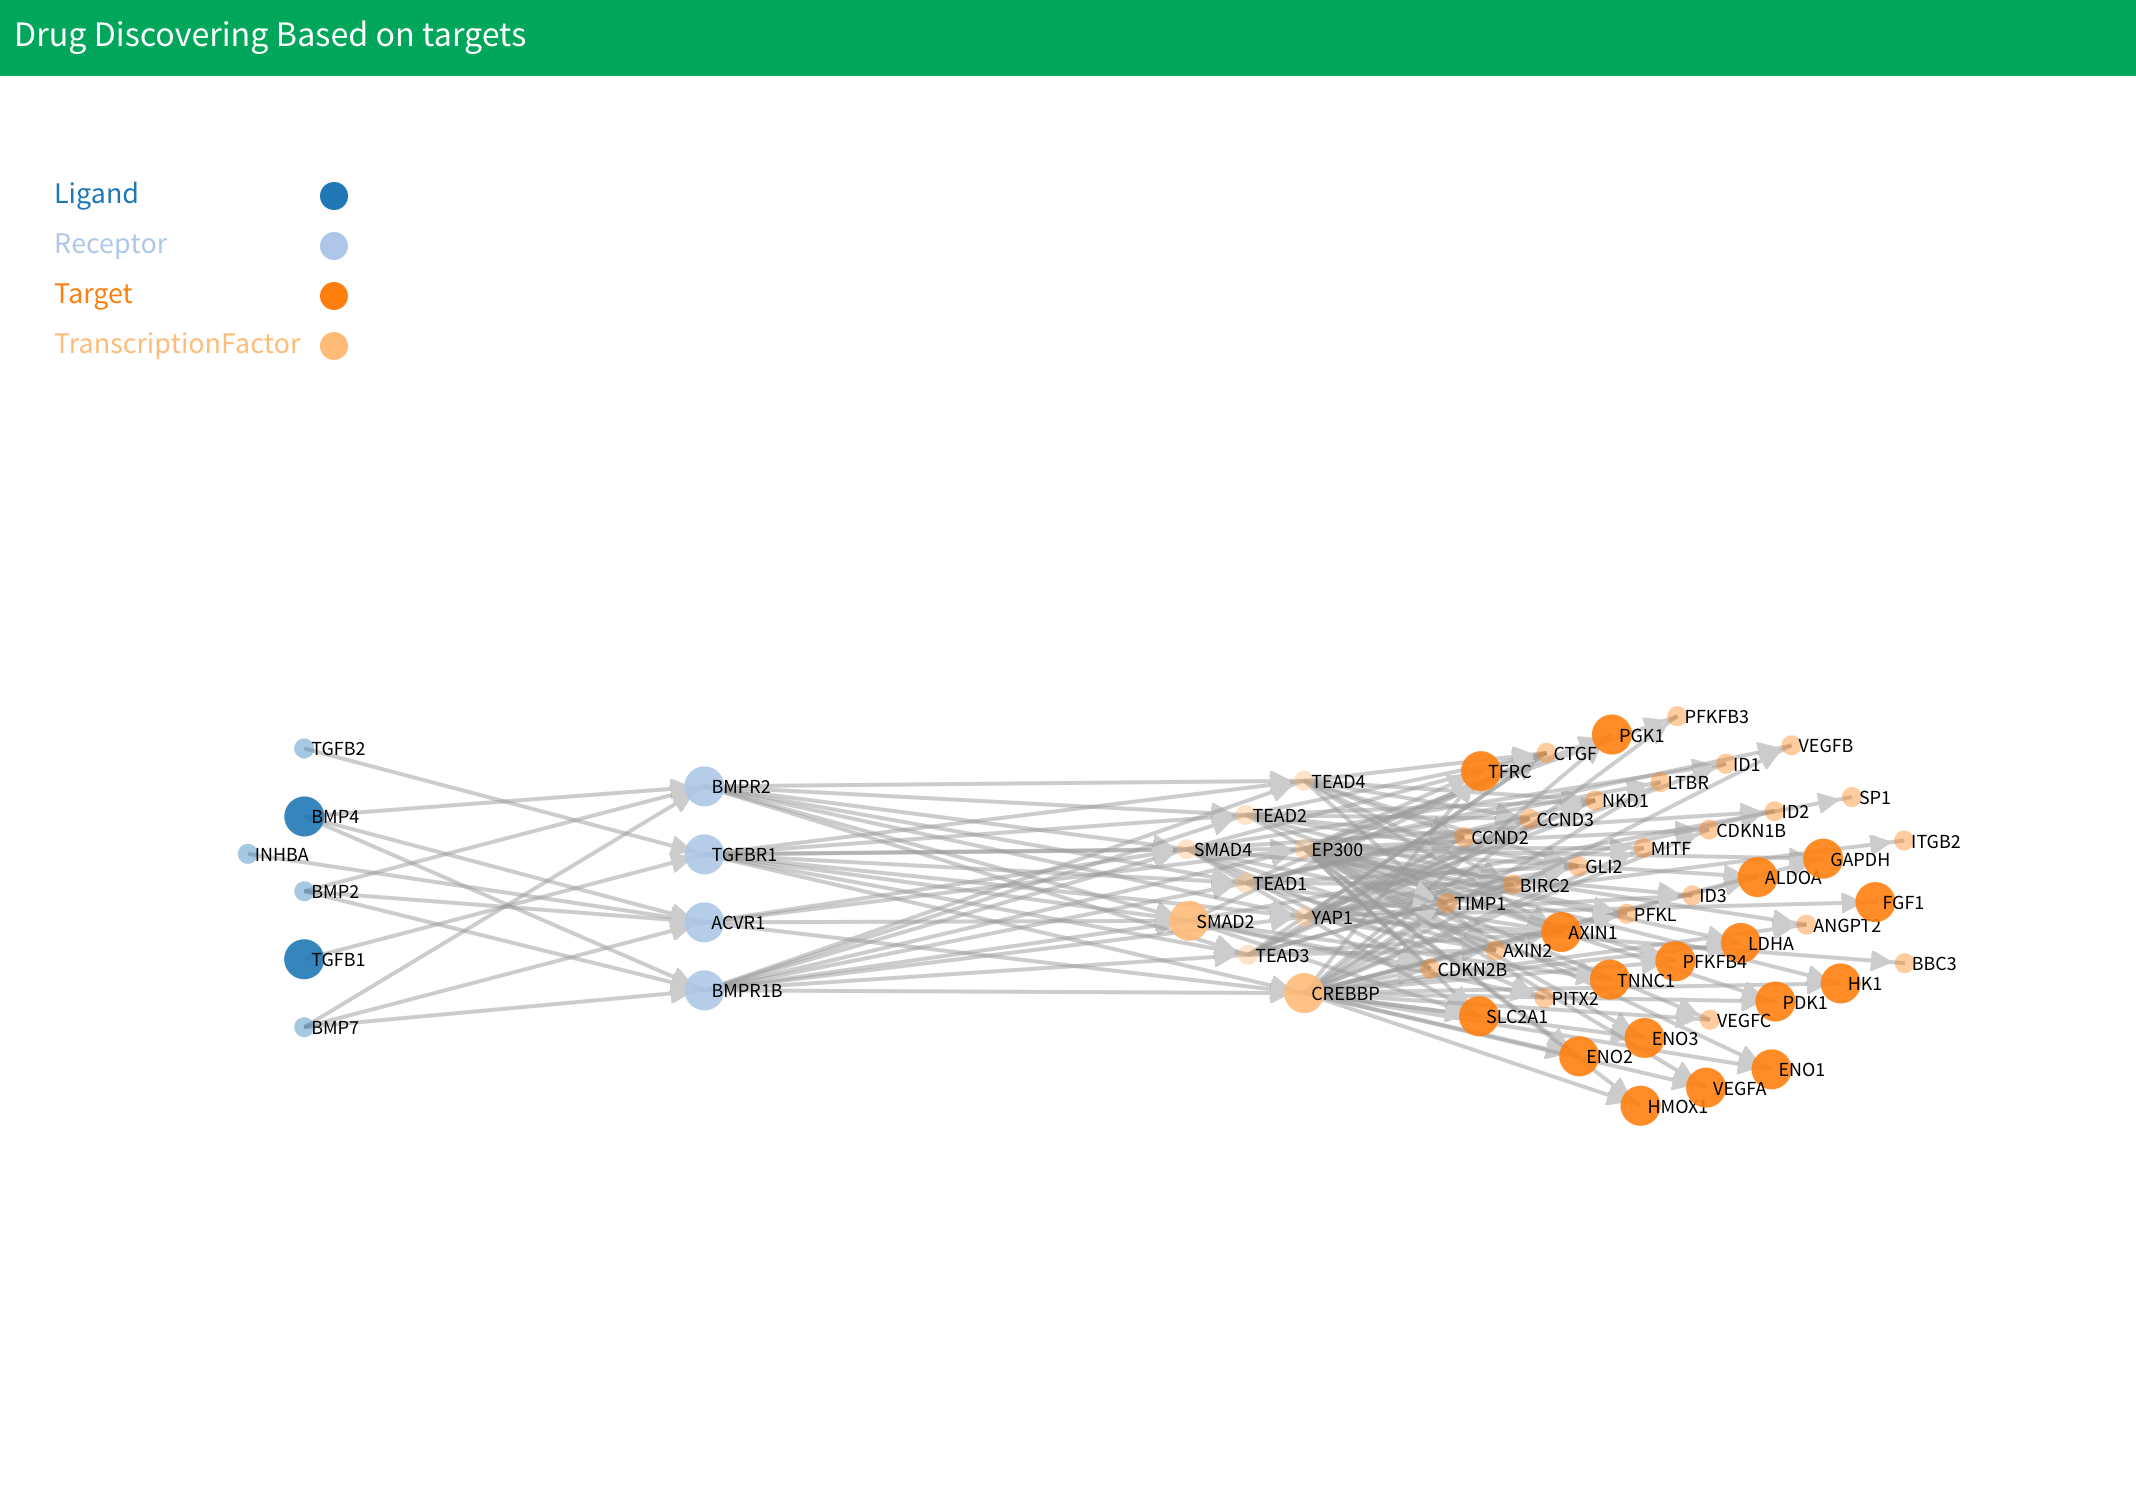 Drug Discovering Based on targets
Ligand
Receptor
Target
TranscriptionFactor
TGFB2
BMP4
INHBA
BMP2
TGFB1
BMP7
BMPR2
TGFBR1
ACVR1
BMPR1B
TEAD4
TEAD2
SMAD4
EP300
TEAD1
SMAD2
YAP1
TEAD3
CREBBP
PFKFB3
PGK1
VEGFB
CTGF
ID1
TFRC
LTBR
SP1
NKD1
ID2
CCND3
CDKN1B
CCND2
ITGB2
MITF
GAPDH
GLI2
ALDOA
BIRC2
ID3
FGF1
TIMP1
PFKL
ANGPT2
AXIN1
LDHA
AXIN2
PFKFB4
BBC3
CDKN2B
TNNC1
HK1
PITX2
PDK1
SLC2A1
VEGFC
ENO3
ENO2
ENO1
VEGFA
HMOX1